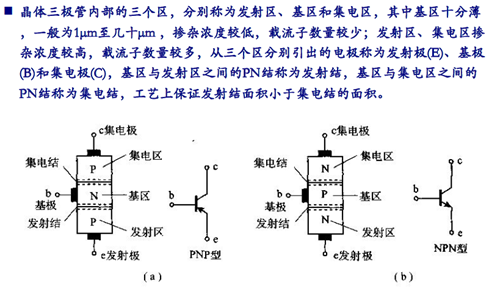 晶体三极管内部的三个区，分别称为发射区、基区和集电区，其中基区十分薄
，一般为1μm至几十μm，掺杂浓度较低，载流子数量较少；发射区、集电区掺
杂浓度较高，载流子数量较多，从三个区分别引出的电极称为发射极(E)、基极
(B)和集电极(C)，基区与发射区之间的PN结称为发射结，基区与集电区之间的
PN结称为集电结，工艺上保证发射结面积小于集电结的面积。
c集电极
集电结
P
集电区
b
基极
N
基区
发射结
P
发射区
e发射极
c
b
e
PNP型
(a)
c集电极
集电结
N
集电区
b
基极
P
基区
发射结
N
发射区
e发射极
c
b
e
NPN型
(b)